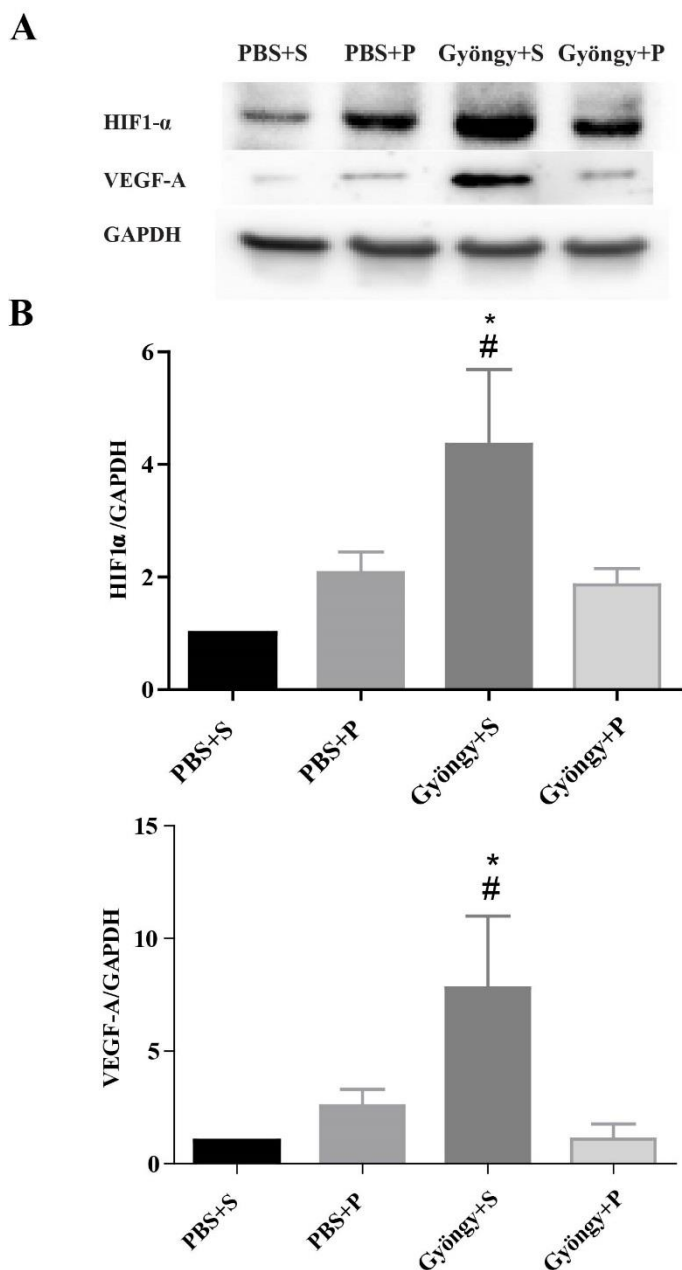 A
PBS+S PBS+P Gyöngy+S Gyöngy+P
HIF1-α
VEGF-A
GAPDH
B
*
#
6
4
2
0
HIF1α/GAPDH
PBS+S
PBS+P
Gyöngy+S
Gyöngy+P
*
#
15
10
5
0
VEGF-A/GAPDH
PBS+S
PBS+P
Gyöngy+S
Gyöngy+P